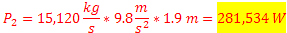 P₂ = 15,120 kg/s * 9.8 m/s² * 1.9 m = 281,534 W